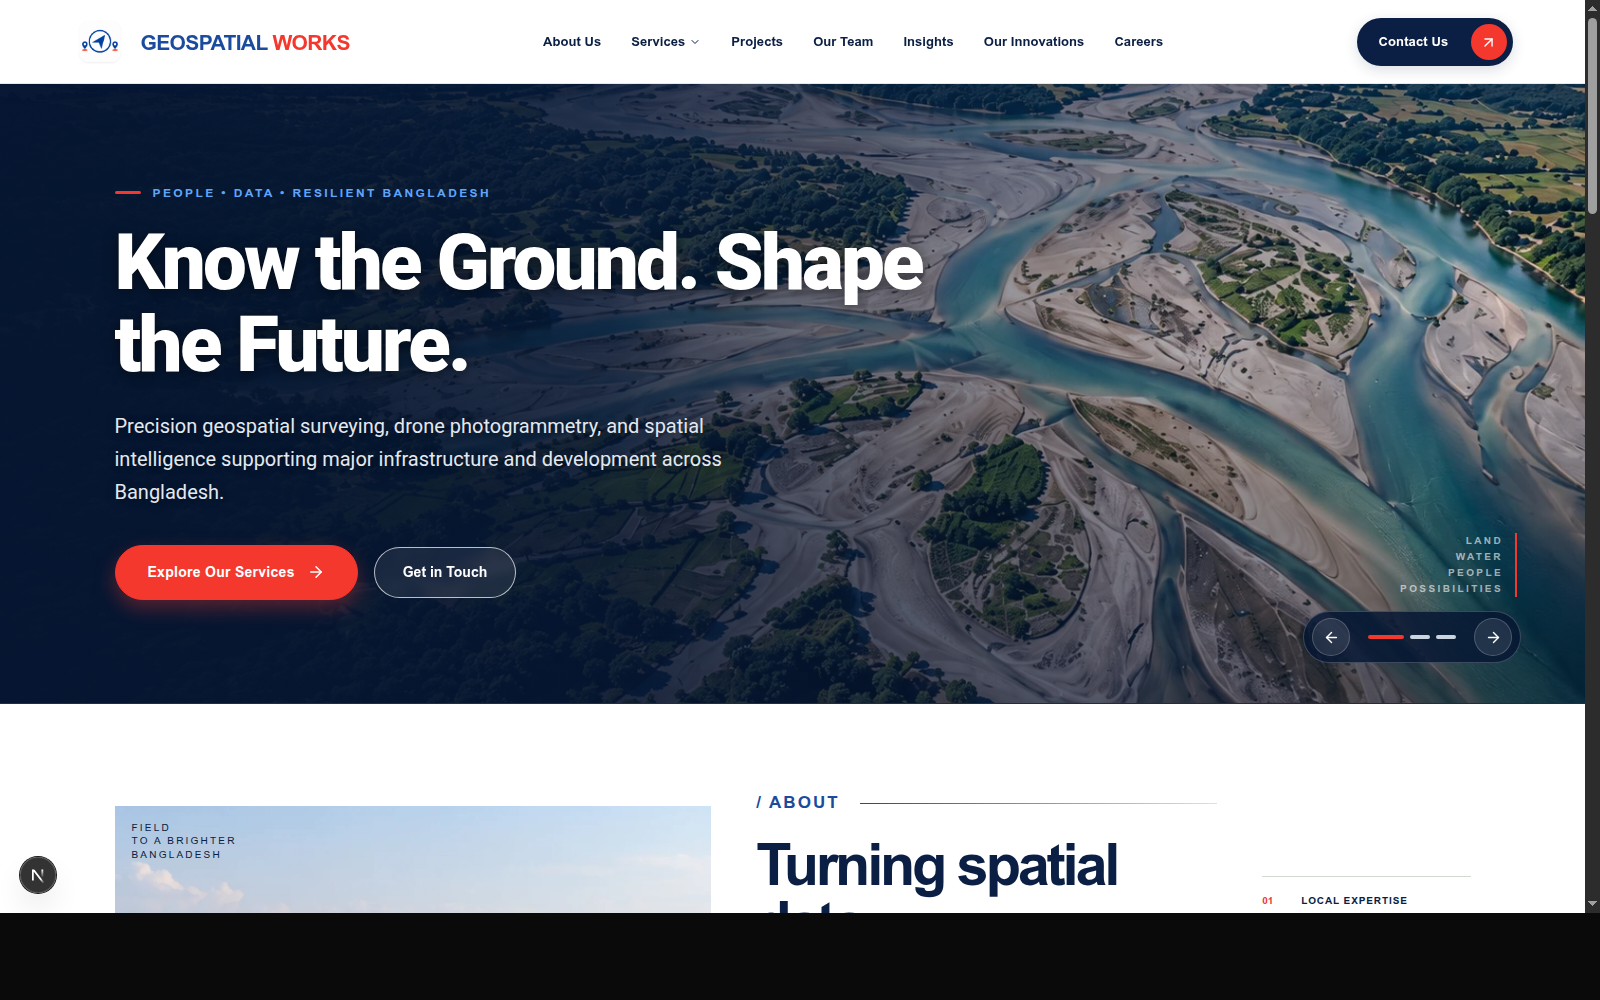 GEOSPATIAL WORKS
About Us
Services
Projects
Our Team
Insights
Our Innovations
Careers
Contact Us
PEOPLE • DATA • RESILIENT BANGLADESH
Know the Ground. Shape
the Future.
Precision geospatial surveying, drone photogrammetry, and spatial
intelligence supporting major infrastructure and development across
Bangladesh.
Explore Our Services
Get in Touch
LAND
WATER
PEOPLE
POSSIBILITIES
FIELD
TO A BRIGHTER
BANGLADESH
/ ABOUT
Turning spatial
01 LOCAL EXPERTISE
N